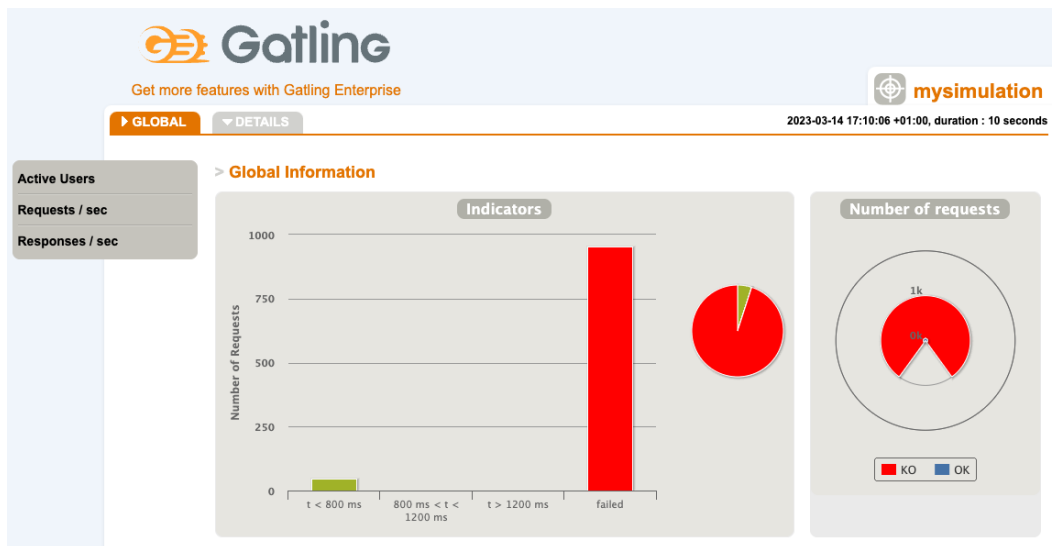 Gatling
Get more features with Gatling Enterprise
mysimulation
GLOBAL
DETAILS
2023-03-14 17:10:06 +01:00, duration : 10 seconds
Active Users
Requests / sec
Responses / sec
> Global Information
Indicators
Number of Requests
1000
750
500
250
0
t < 800 ms
800 ms < t <
1200 ms
t > 1200 ms
failed
Number of requests
1k
0k
KO
OK